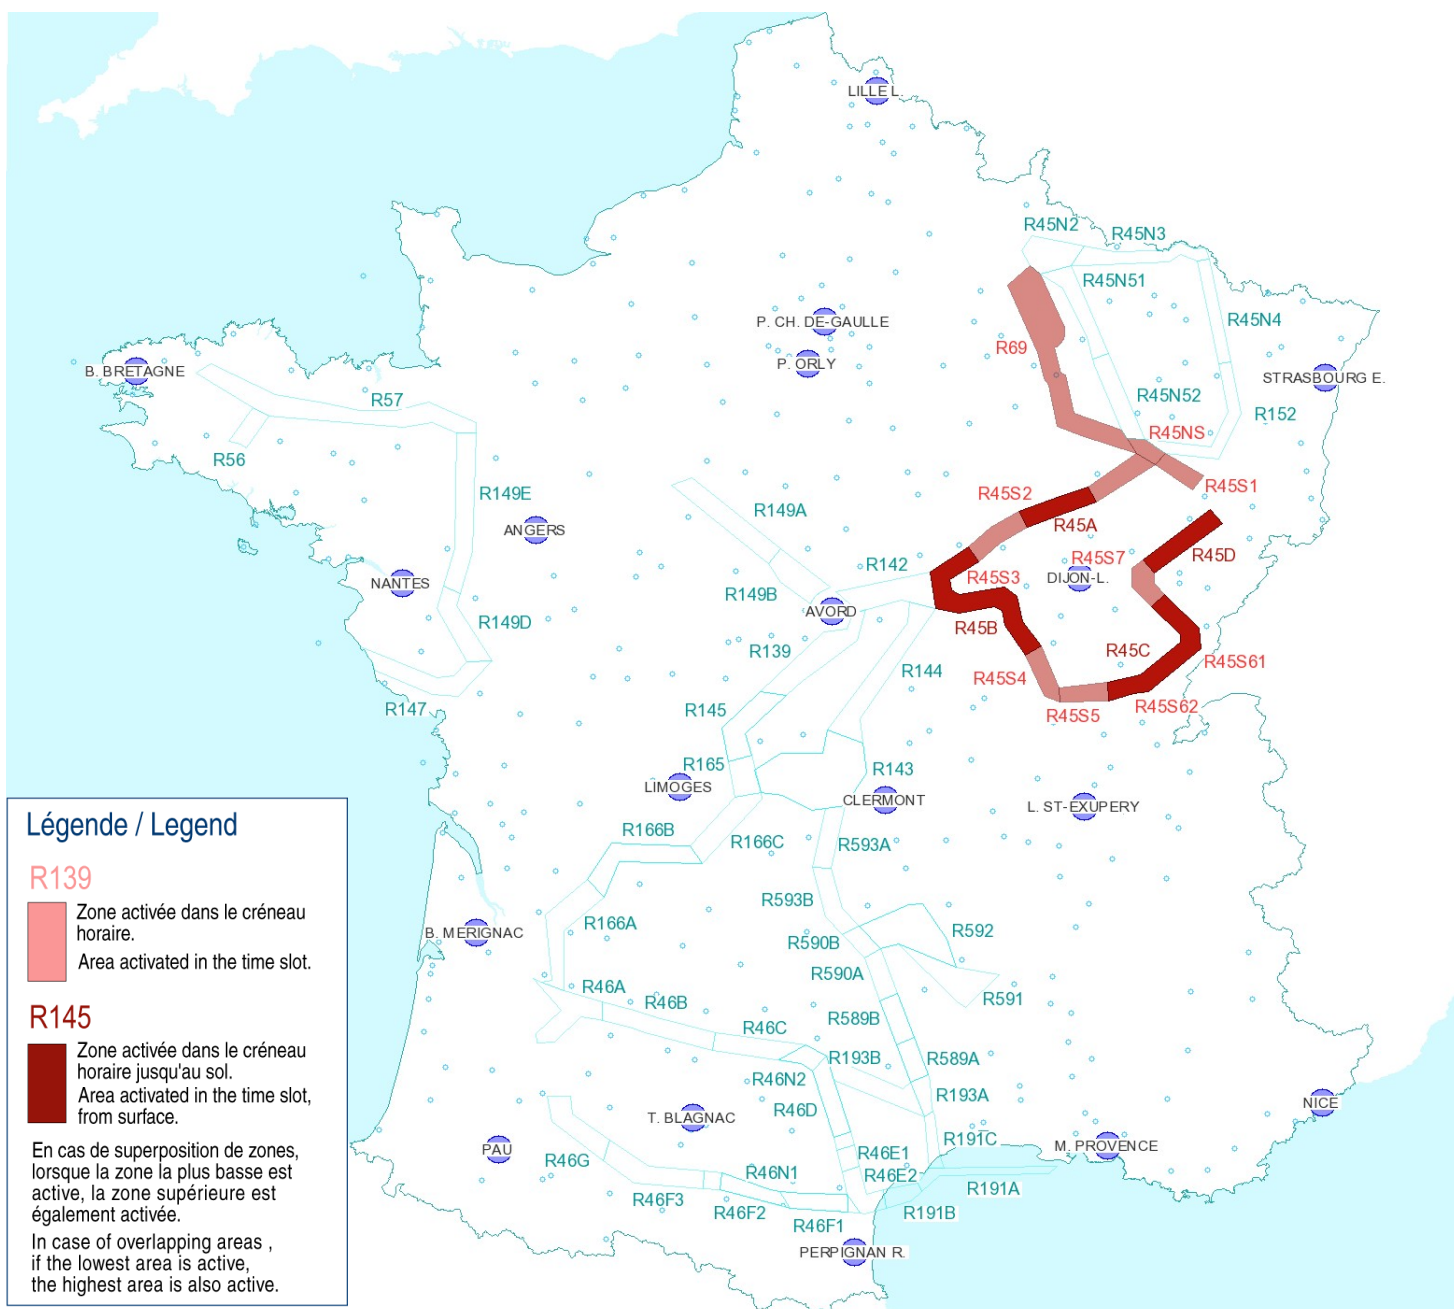 LILLE L.
R45N2
R45N3
R45N51
P. CH. DE-GAULLE
R45N4
R69
P. ORLY
B. BRETAGNE
STRASBOURG E.
R57
R45N52
R152
R45NS
R56
R149E
R45S2
R45S1
R149A
R45A
ANGERS
R45S7
R45D
R142
R45S3
NANTES
DIJON-L.
R149B
AVORD
R149D
R45B
R139
R45C
R45S61
R144
R45S4
R147
R145
R45S5
R45S62
R165
R143
LIMOGES
CLERMONT
L. ST-EXUPERY
R166B
R166C
R593A
R593B
R166A
B. MERIGNAC
R590B
R592
R590A
R46A
R46B
R591
R46C
R589B
R193B
R589A
R46N2
R193A
R46D
T. BLAGNAC
NICE
PAU
R191C
M. PROVENCE
R46E1
R46G
R46N1
R46E2
R46F3
R191A
R46F2
R191B
R46F1
PERPIGNAN R.
Légende / Legend
R139
Zone activée dans le créneau
horaire.
Area activated in the time slot.
R145
Zone activée dans le créneau
horaire jusqu'au sol.
Area activated in the time slot,
from surface.
En cas de superposition de zones,
lorsque la zone la plus basse est
active, la zone supérieure est
également activée.
In case of overlapping areas ,
if the lowest area is active,
the highest area is also active.